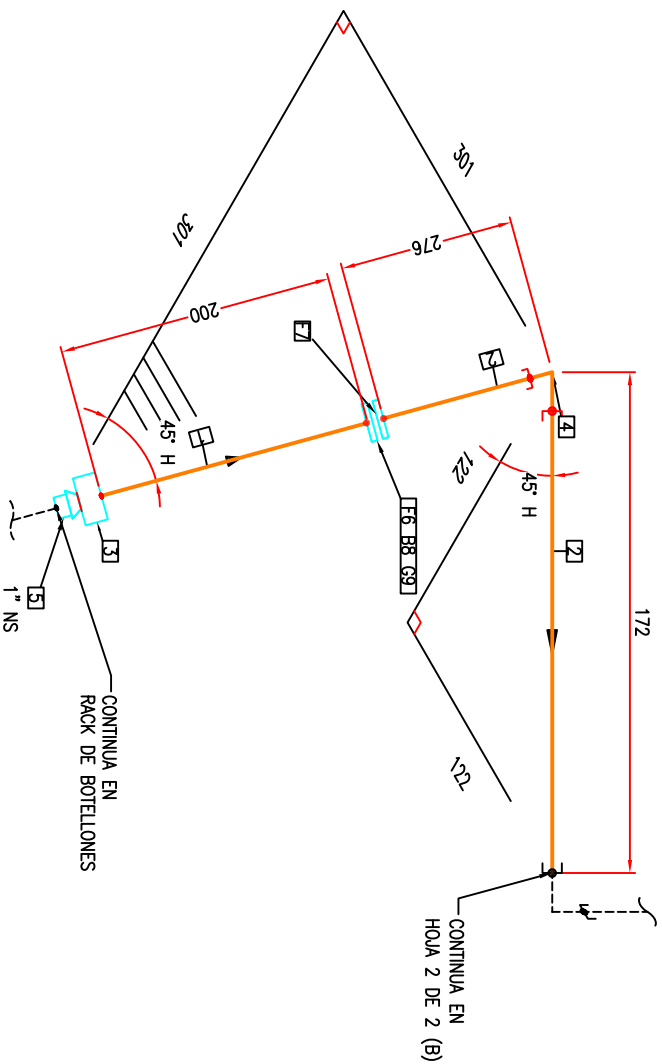 172
CONTINUA EN
HOJA 2 DE 2 (B)
2
4
45° H
122
122
2
276
301
F7
F6 B8 G9
200
301
45° H
1
3
5
1" NS
CONTINUA EN
RACK DE BOTELLONES